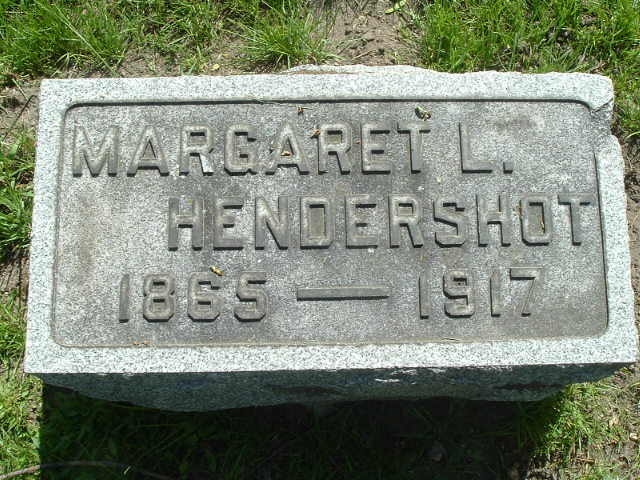 MARGARET L.
HENDERSHOT
1865 — 1917